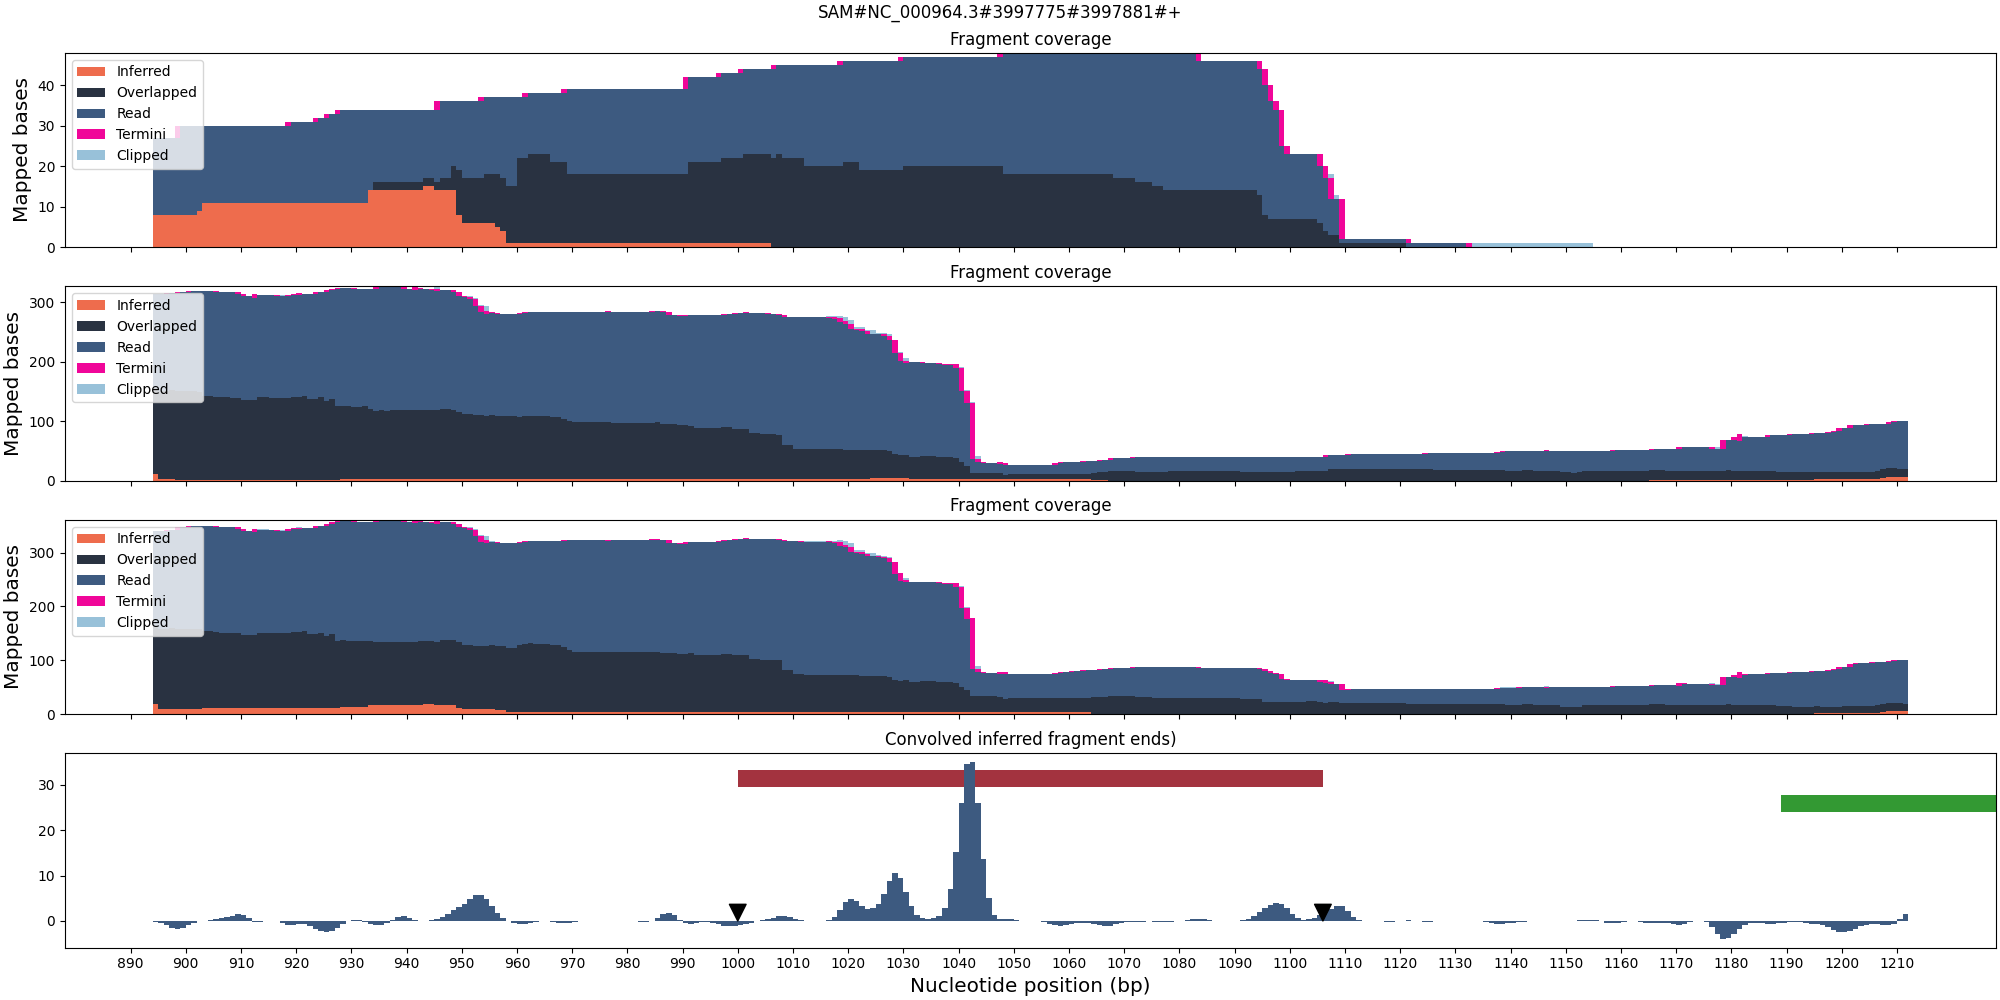 SAM#NC_000964.3#3997775#3997881#+
Fragment coverage
Mapped bases
40
30
20
10
0
Inferred
Overlapped
Read
Termini
Clipped
Fragment coverage
Mapped bases
300
200
100
0
Inferred
Overlapped
Read
Termini
Clipped
Fragment coverage
Mapped bases
300
200
100
0
Inferred
Overlapped
Read
Termini
Clipped
Convolved inferred fragment ends)
30
20
10
0
890 900 910 920 930 940 950 960 970 980 990 1000 1010 1020 1030 1040 1050 1060 1070 1080 1090 1100 1110 1120 1130 1140 1150 1160 1170 1180 1190 1200 1210
Nucleotide position (bp)